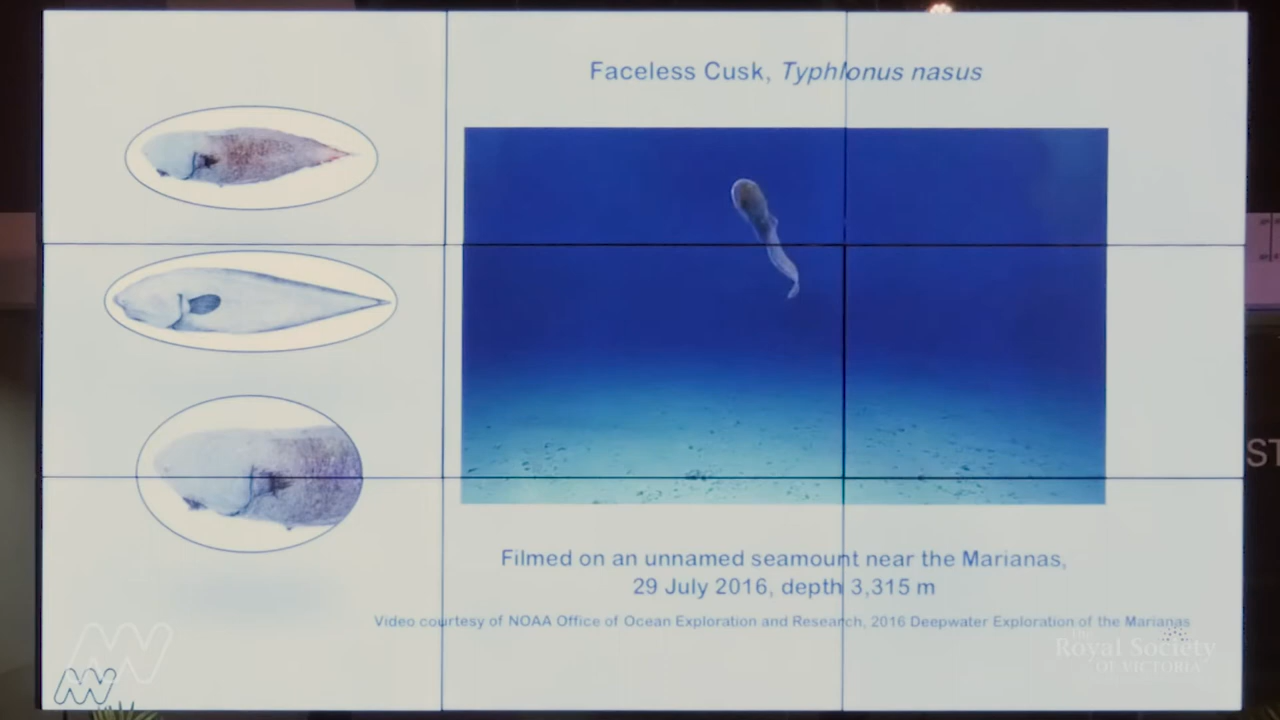 Faceless Cusk, Typhlonus nasus
Filmed on an unnamed seamount near the Marianas,
29 July 2016, depth 3,315 m
Video courtesy of NOAA Office of Ocean Exploration and Research, 2016 Deepwater Exploration of the Marianas
The
Royal Society
OF VICTORIA
ST